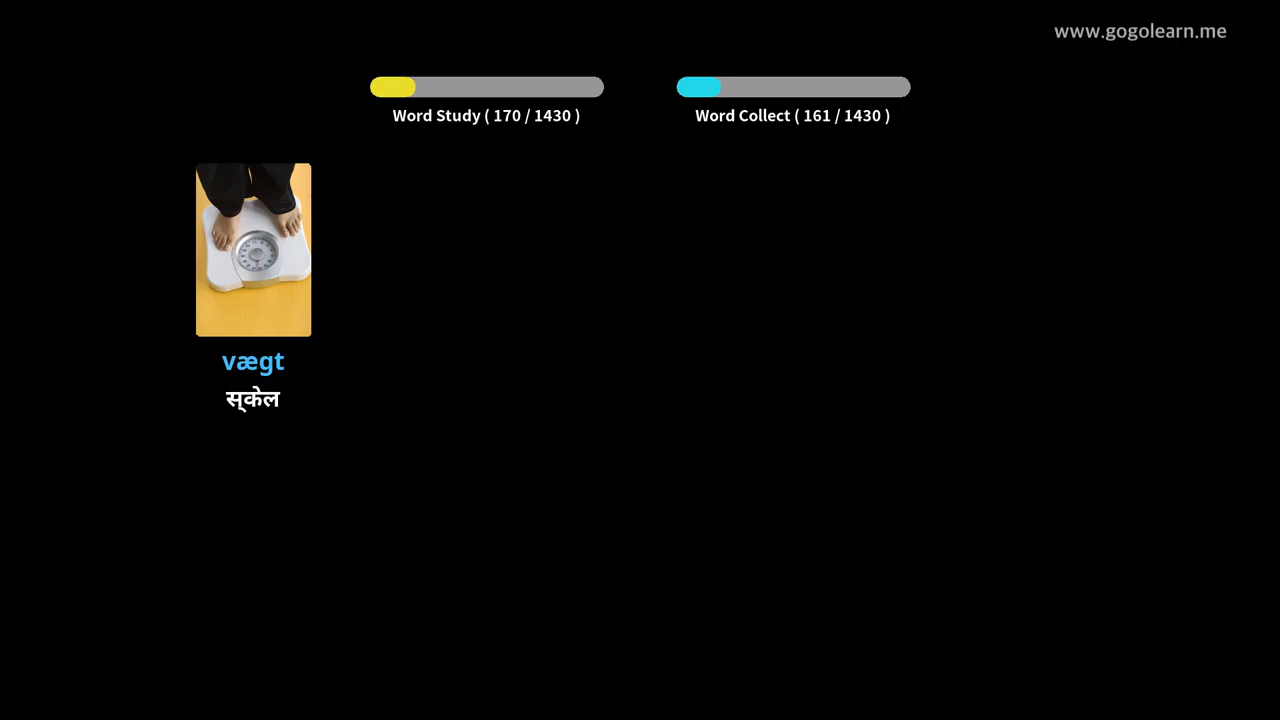 www.gogolearn.me
Word Study ( 170 / 1430 )
Word Collect ( 161 / 1430 )
vægt
स्केल